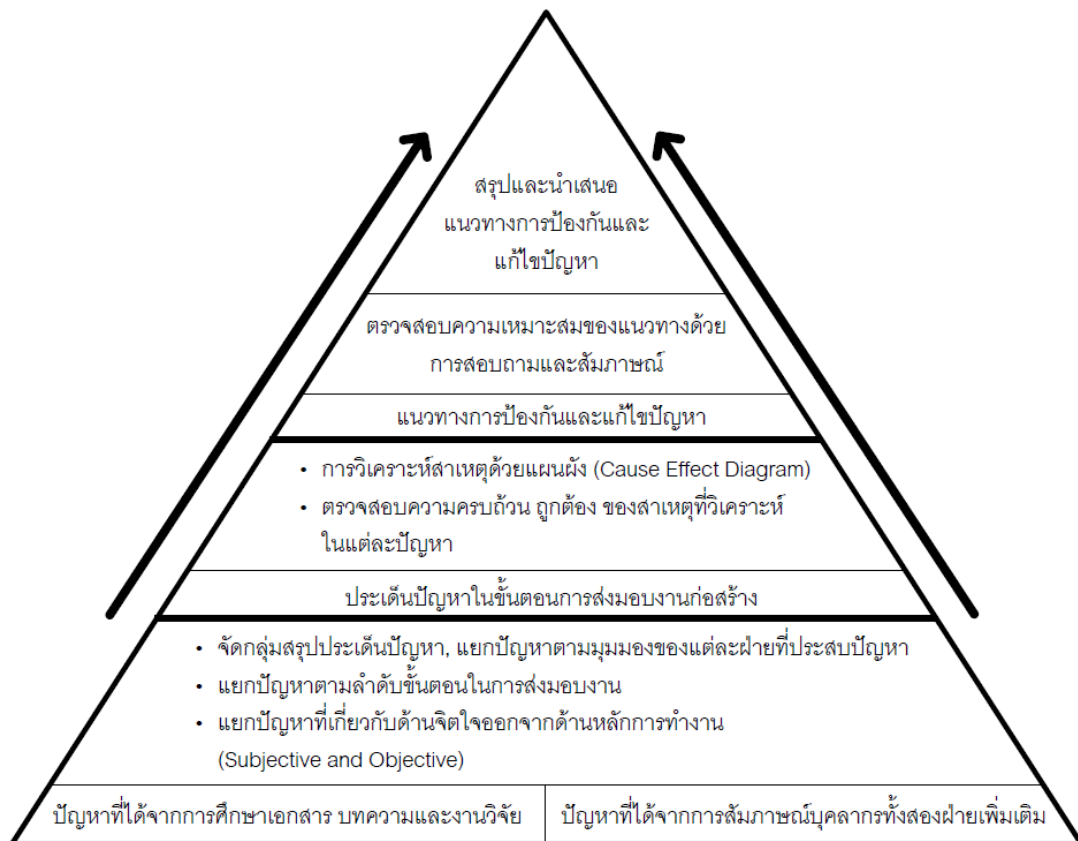 สรุปและนำเสนอ
แนวทางการป้องกันและ
แก้ไขปัญหา
ตรวจสอบความเหมาะสมของแนวทางด้วย
การสอบถามและสัมภาษณ์
แนวทางการป้องกันและแก้ไขปัญหา
• การวิเคราะห์สาเหตุด้วยแผนผัง (Cause Effect Diagram)
• ตรวจสอบความครบถ้วน ถูกต้อง ของสาเหตุที่วิเคราะห์
ในแต่ละปัญหา
ประเด็นปัญหาในขั้นตอนการส่งมอบงานก่อสร้าง
• จัดกลุ่มสรุปประเด็นปัญหา, แยกปัญหาตามมุมมองของแต่ละฝ่ายที่ประสบปัญหา
• แยกปัญหาตามลำดับขั้นตอนในการส่งมอบงาน
• แยกปัญหาที่เกี่ยวกับด้านจิตใจออกจากด้านหลักการทำงาน
(Subjective and Objective)
ปัญหาที่ได้จากการศึกษาเอกสาร บทความและงานวิจัย
ปัญหาที่ได้จากการสัมภาษณ์บุคลากรทั้งสองฝ่ายเพิ่มเติม